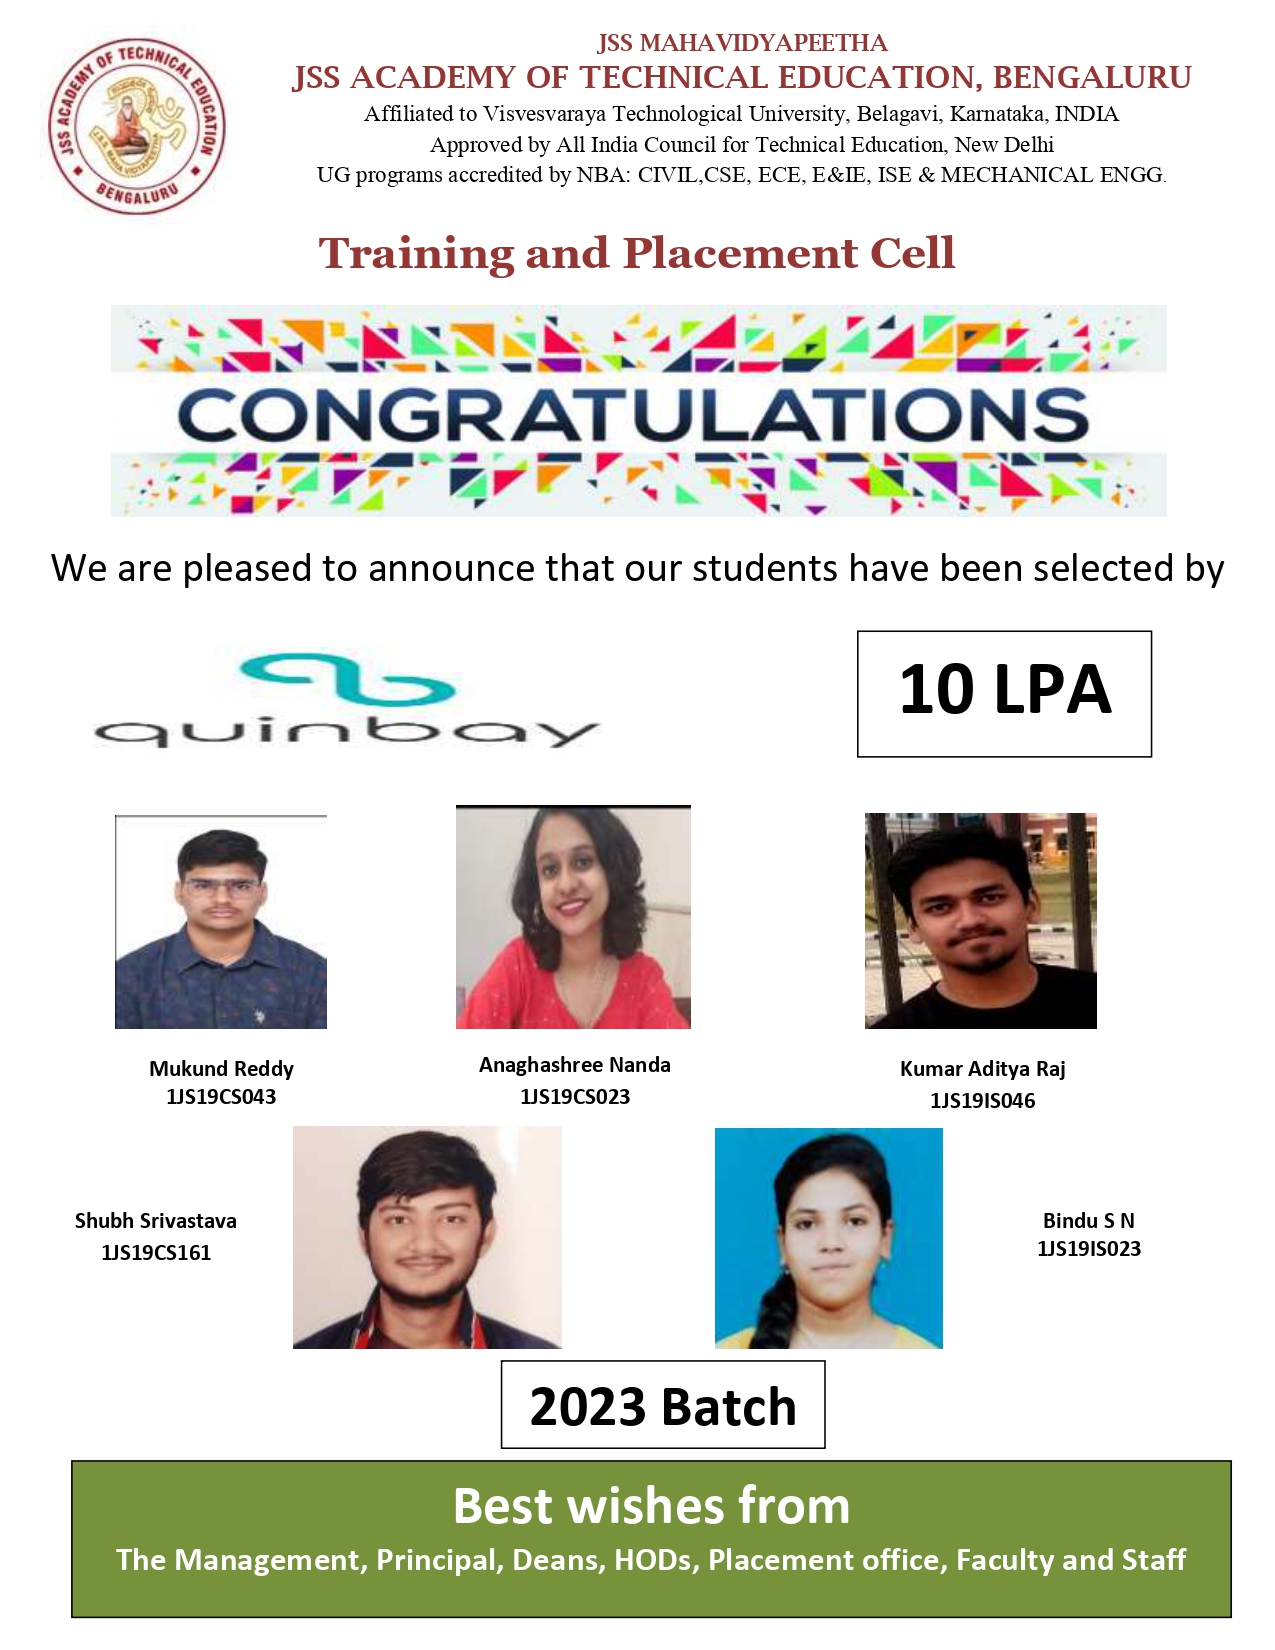 JSS MAHAVIDYAPEETHA
JSS ACADEMY OF TECHNICAL EDUCATION, BENGALURU
Affiliated to Visvesvaraya Technological University, Belagavi, Karnataka, INDIA
Approved by All India Council for Technical Education, New Delhi
UG programs accredited by NBA: CIVIL,CSE, ECE, E&IE, ISE & MECHANICAL ENGG.
JSS ACADEMY OF TECHNICAL EDUCATION
BENGALURU
J.S.S. MAHA VIDYAPEETHA
Training and Placement Cell
CONGRATULATIONS
We are pleased to announce that our students have been selected by
quinbay
10 LPA
Mukund Reddy
1JS19CS043
Anaghashree Nanda
1JS19CS023
Kumar Aditya Raj
1JS19IS046
Shubh Srivastava
1JS19CS161
Bindu S N
1JS19IS023
2023 Batch
Best wishes from
The Management, Principal, Deans, HODs, Placement office, Faculty and Staff